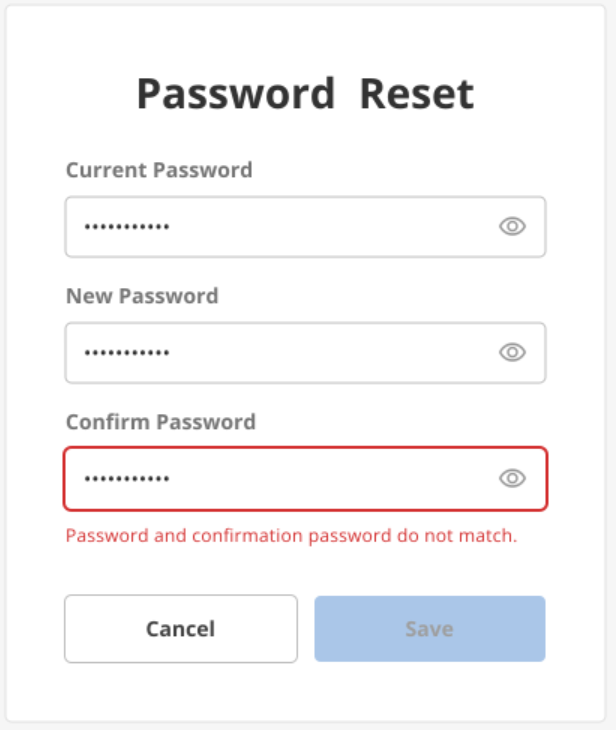 Password Reset
Current Password
•••••••••••
New Password
•••••••••••
Confirm Password
•••••••••••
Password and confirmation password do not match.
Cancel
Save